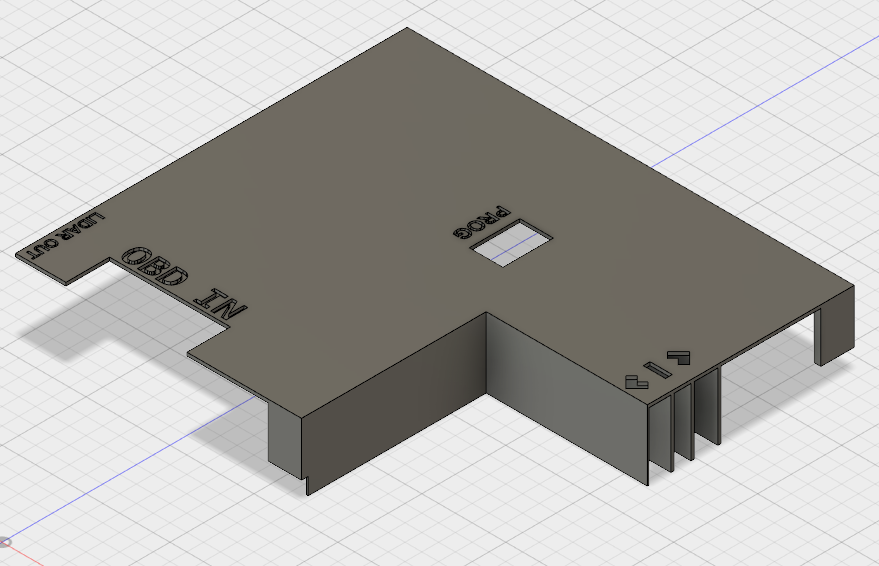 LIDAR OUT
OBD IN
PROG